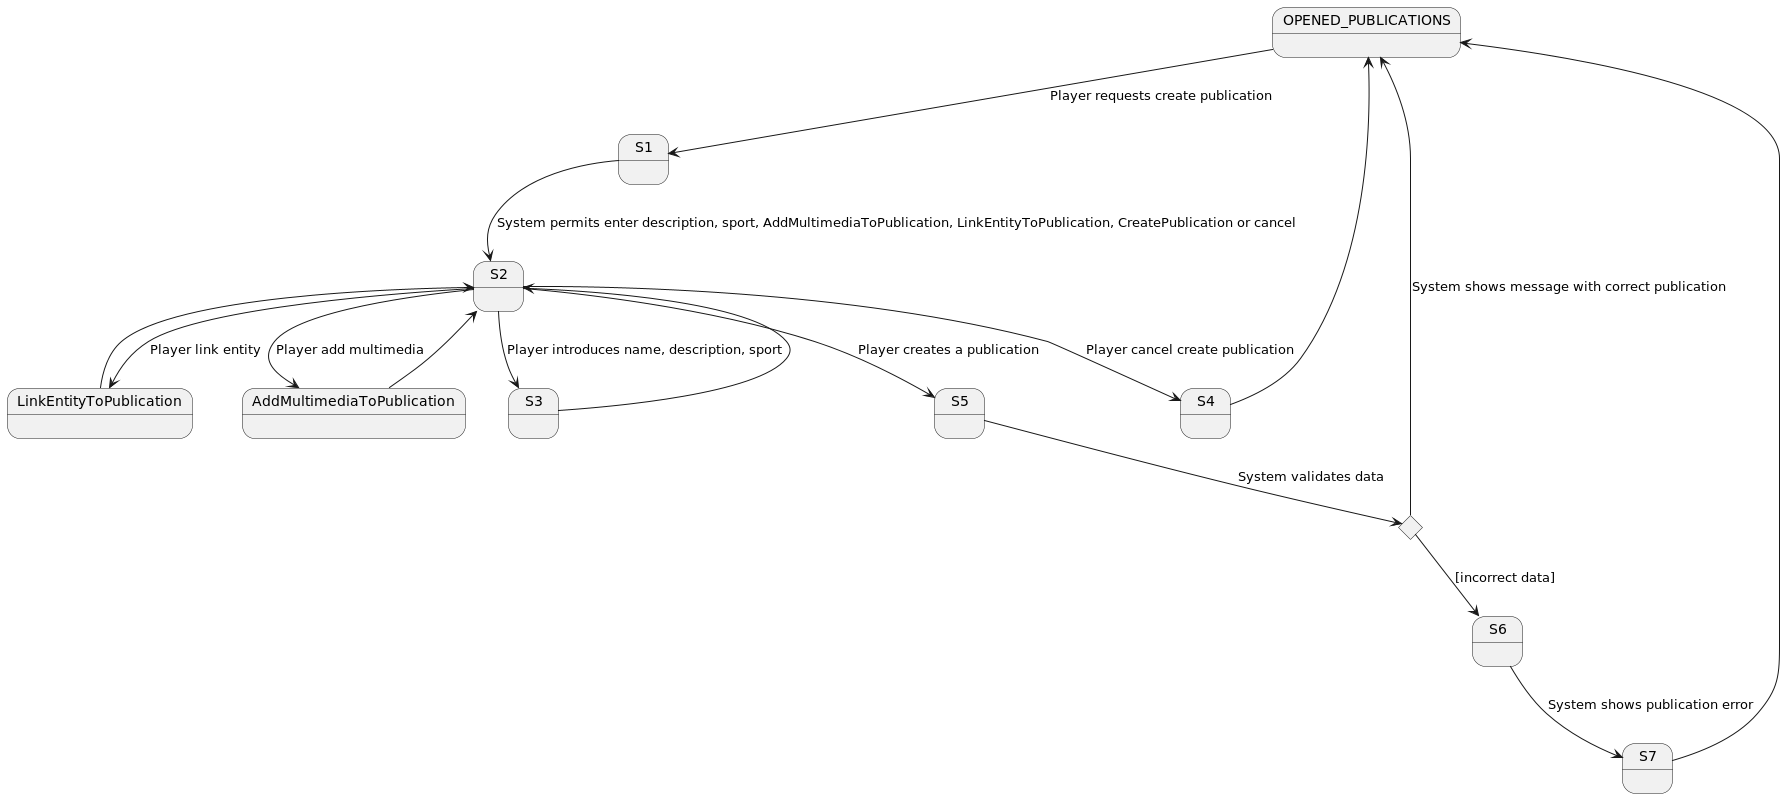 OPENED_PUBLICATIONS
Player requests create publication
S1
System permits enter description, sport, AddMultimediaToPublication, LinkEntityToPublication, CreatePublication or cancel
S2
System shows message with correct publication
Player link entity
Player add multimedia
Player introduces name, description, sport
Player creates a publication
Player cancel create publication
LinkEntityToPublication
AddMultimediaToPublication
S3
S5
S4
System validates data
[incorrect data]
S6
System shows publication error
S7